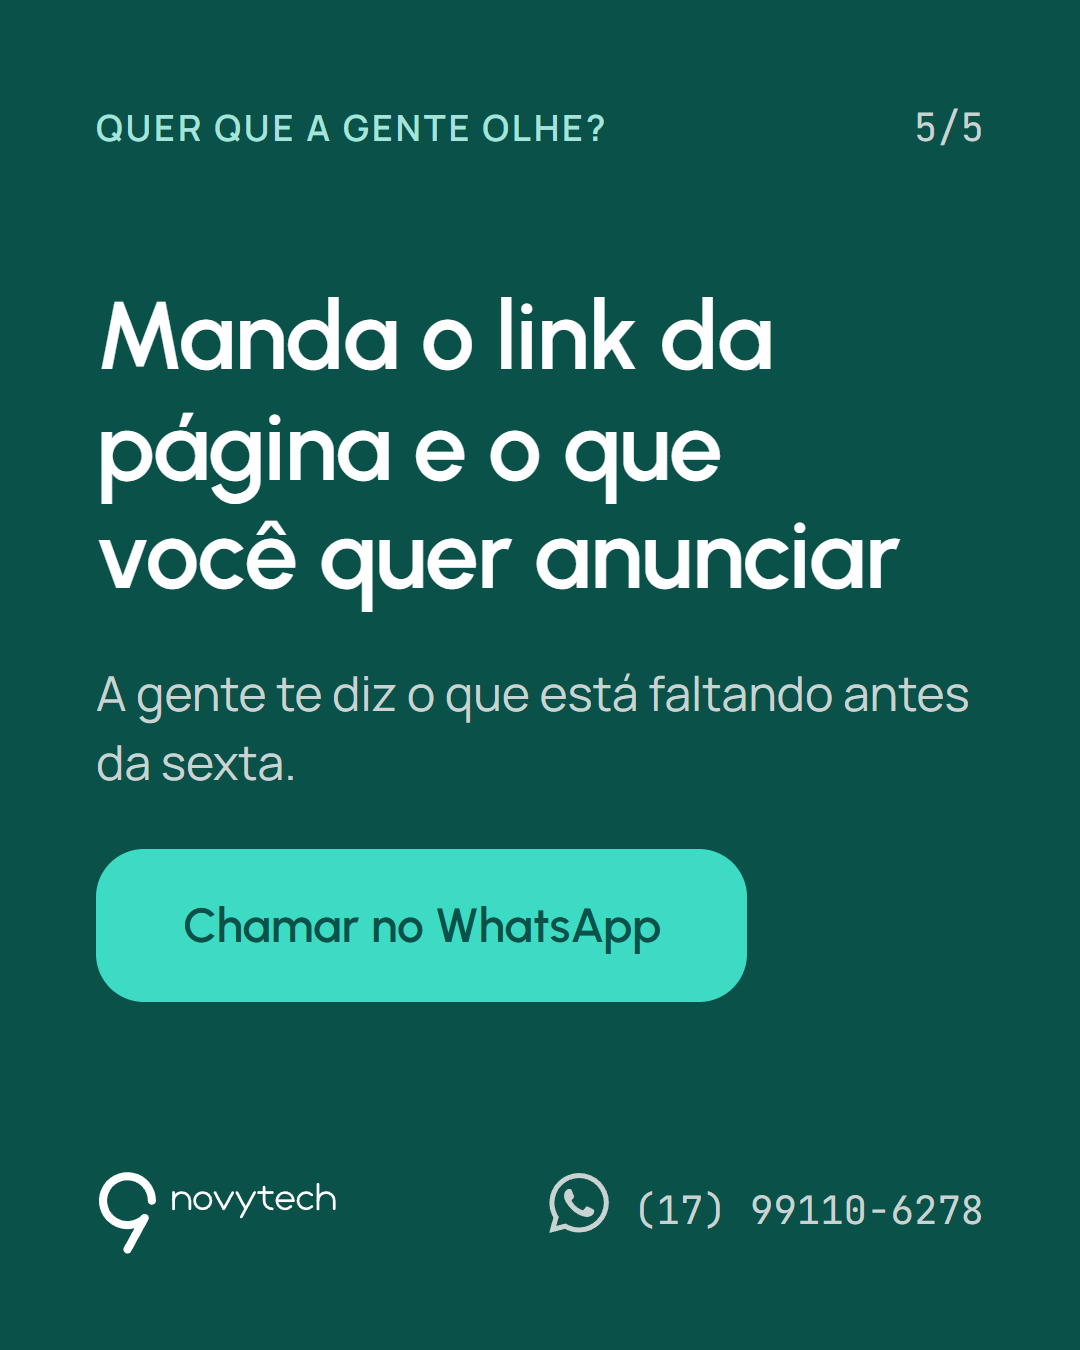 QUER QUE A GENTE OLHE?
5/5
Manda o link da
página e o que
você quer anunciar
A gente te diz o que está faltando antes
da sexta.
Chamar no WhatsApp
novytech
(17) 99110-6278